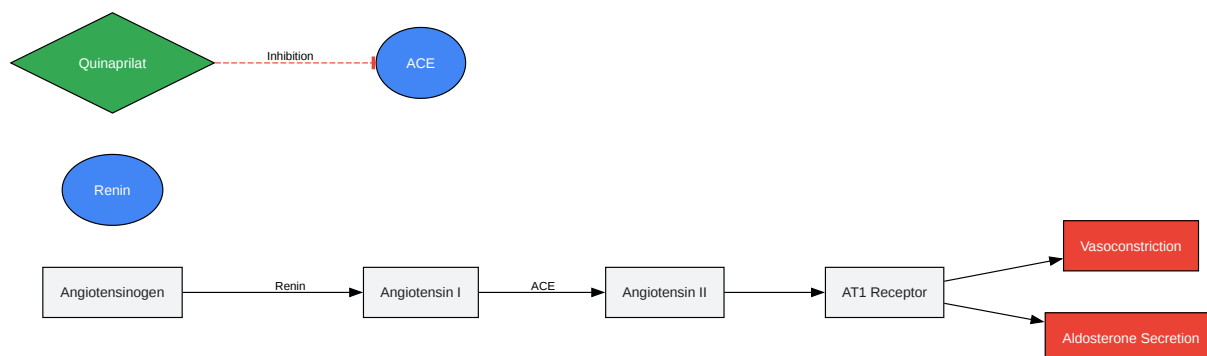 Quinaprilat
Inhibition
ACE
Renin
Angiotensinogen
Renin
Angiotensin I
ACE
Angiotensin II
AT1 Receptor
Vasoconstriction
Aldosterone Secretion